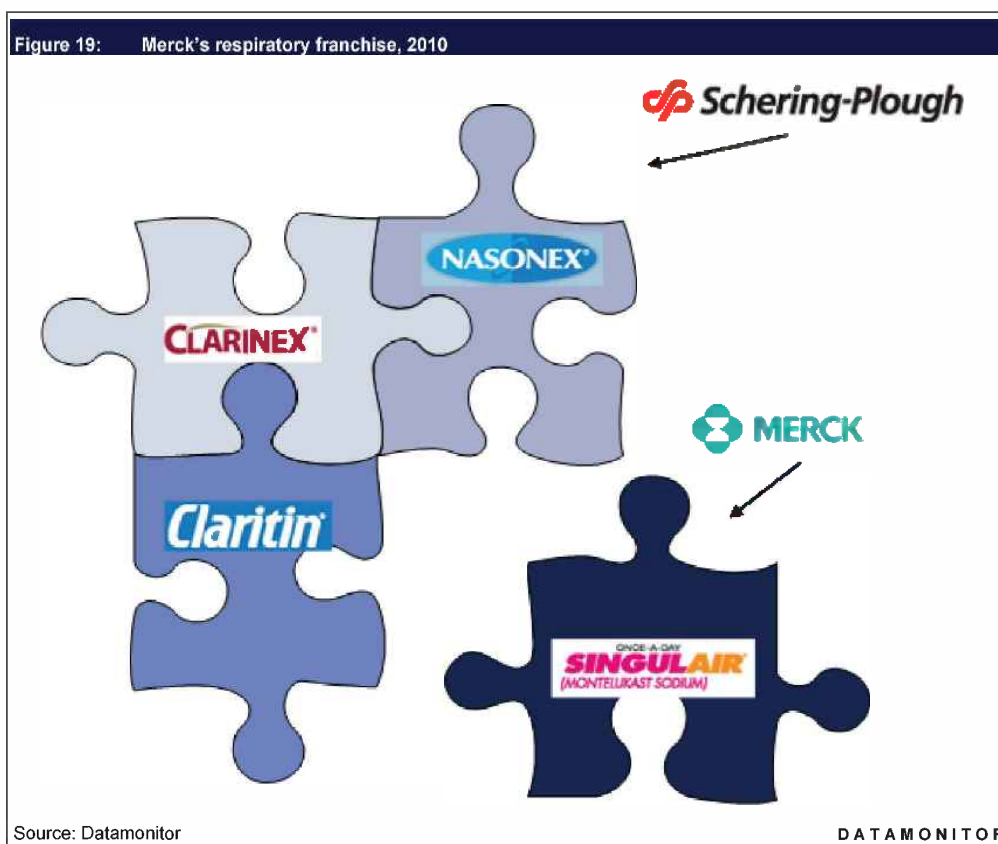 Figure 19: Merck's respiratory franchise, 2010
Schering-Plough
NASONEX®
CLARINEX®
MERCK
Claritin®
ONCE-A-DAY
SINGULAIR®
(MONTELUKAST SODIUM)
Source: Datamonitor
DATAMONITOR